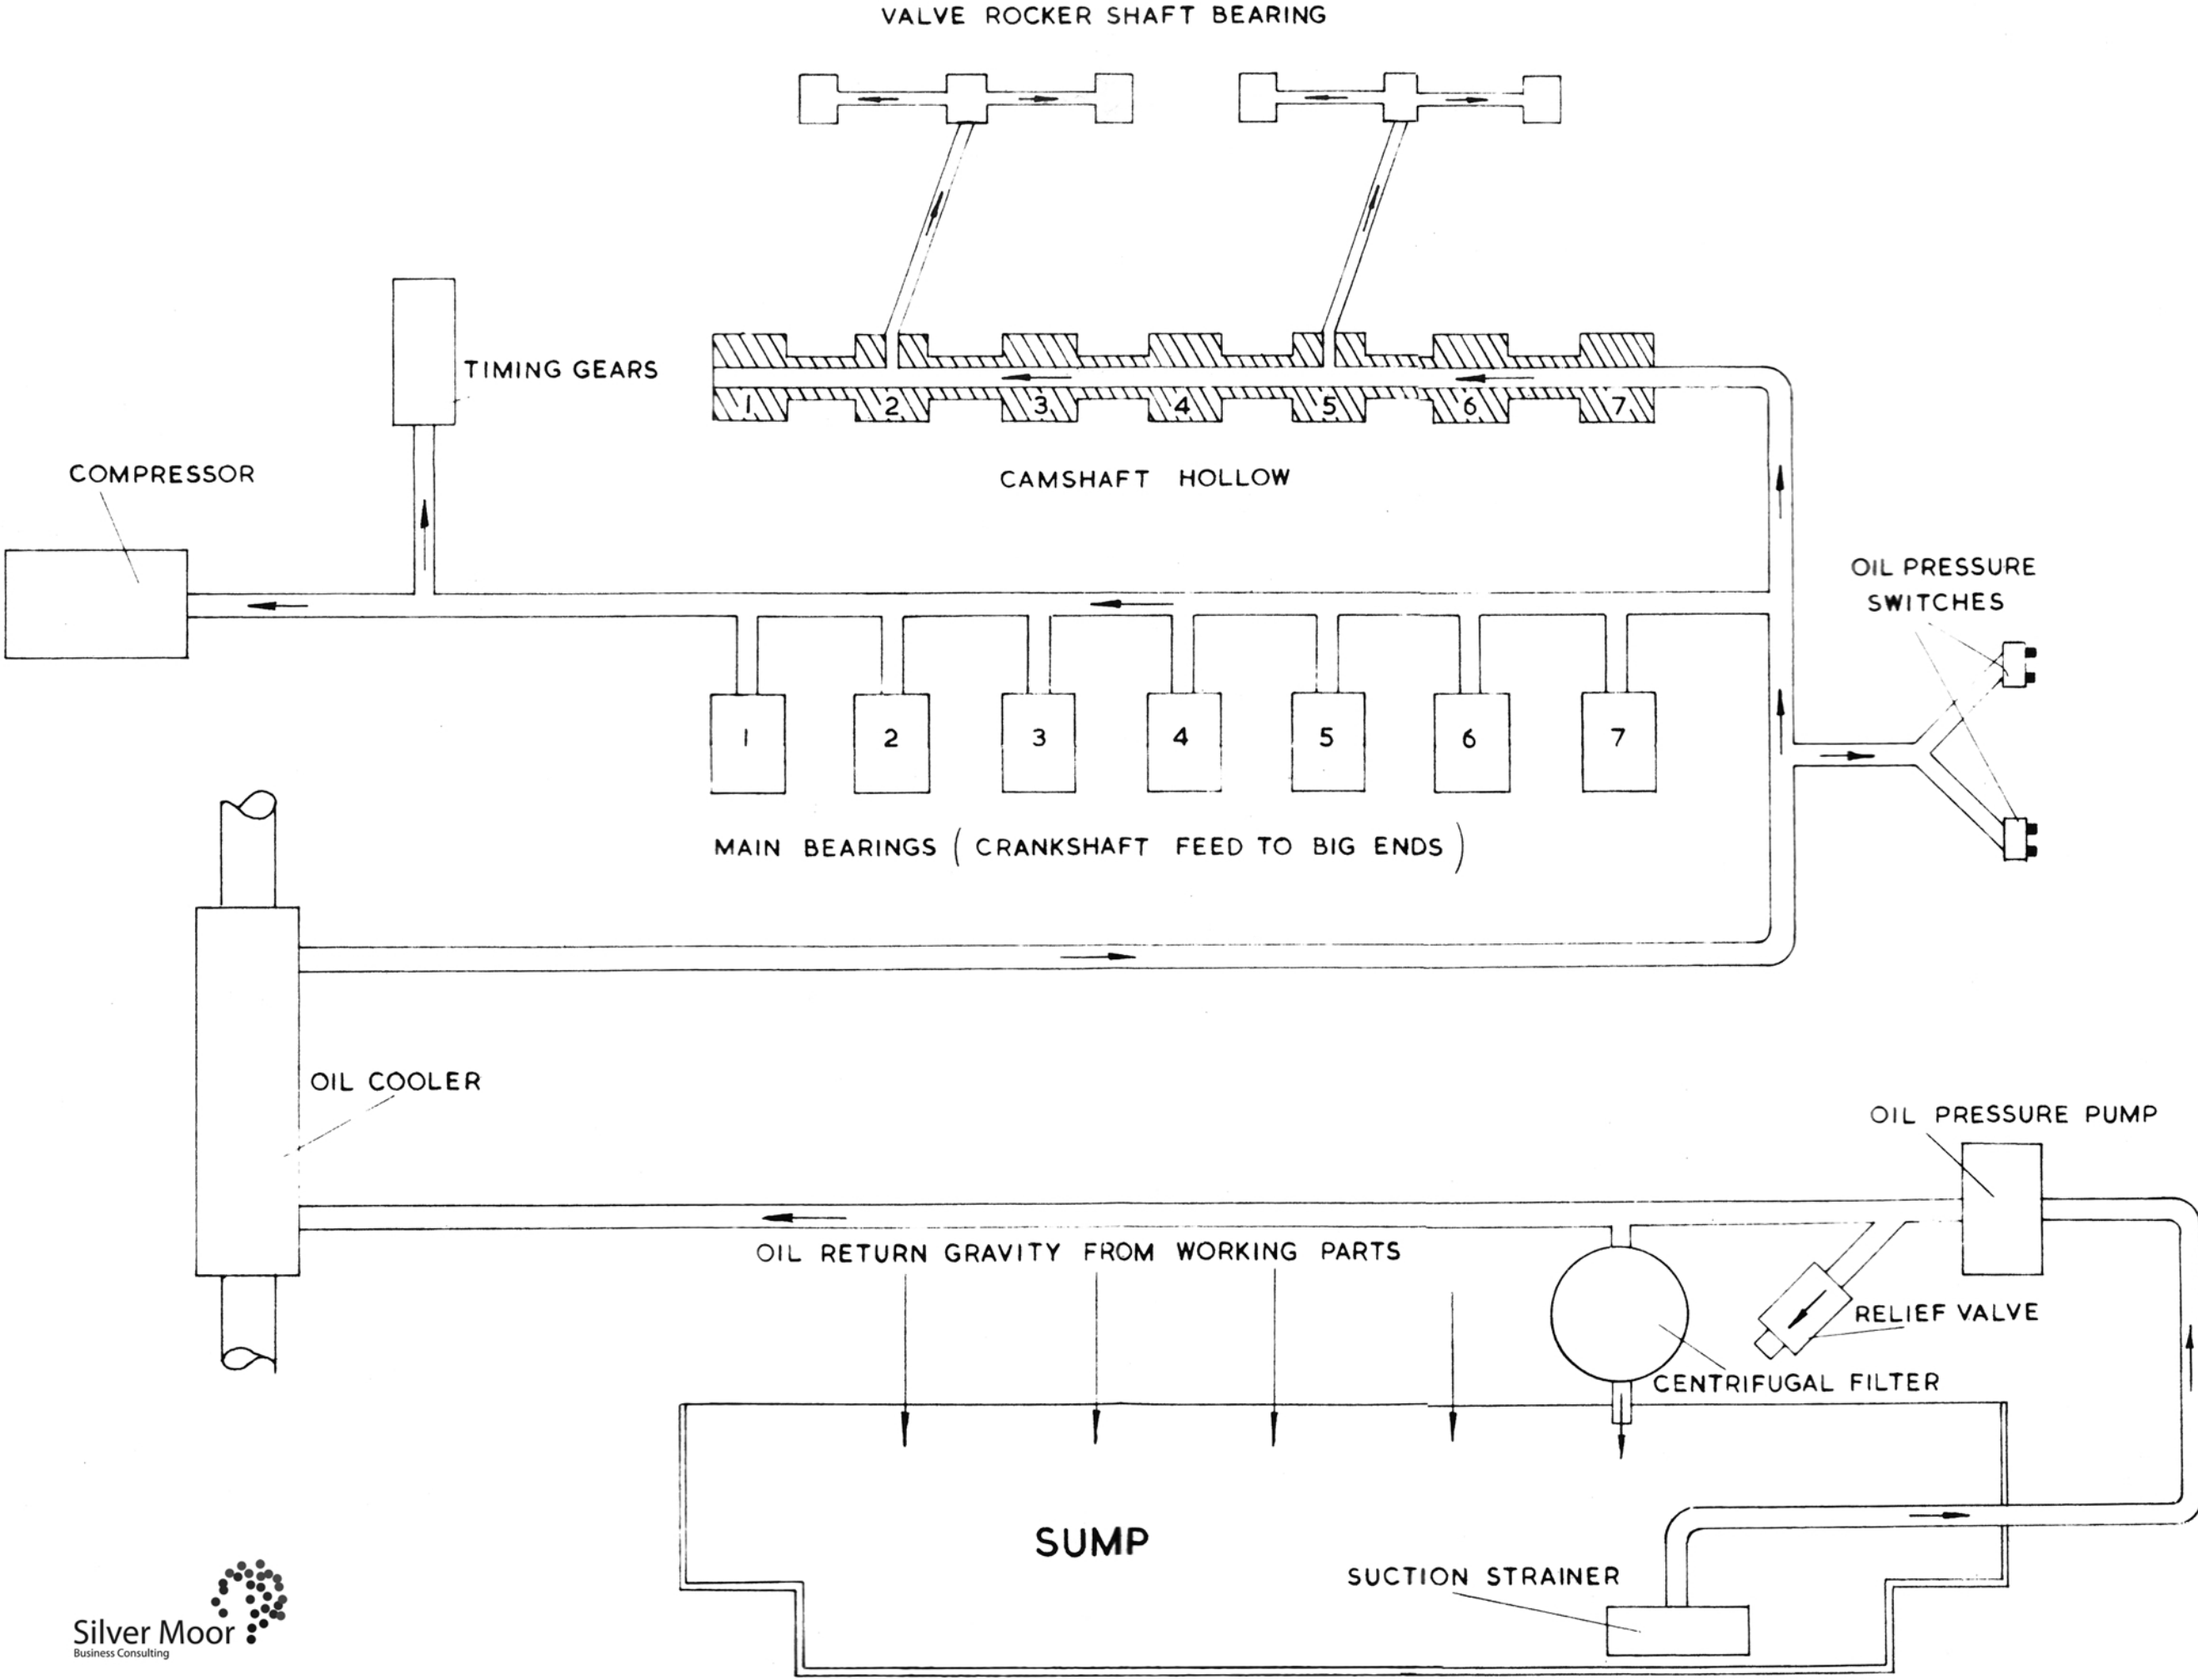 VALVE ROCKER SHAFT BEARING
TIMING GEARS
1 2 3 4 5 6 7
COMPRESSOR
CAMSHAFT HOLLOW
OIL PRESSURE
SWITCHES
1 2 3 4 5 6 7
MAIN BEARINGS (CRANKSHAFT FEED TO BIG ENDS)
OIL COOLER
OIL PRESSURE PUMP
OIL RETURN GRAVITY FROM WORKING PARTS
RELIEF VALVE
CENTRIFUGAL FILTER
SUMP
SUCTION STRAINER
Silver Moor
Business Consulting